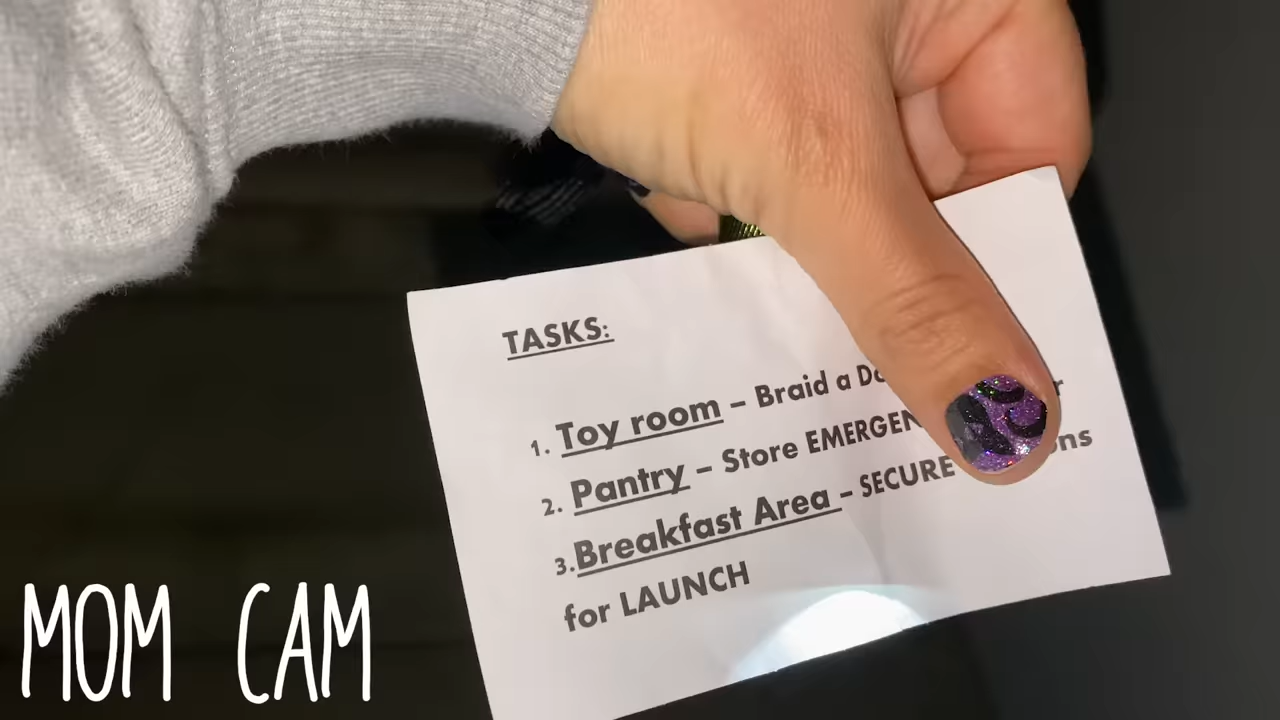 TASKS:
1. Toy room – Braid a
2. Pantry – Store
3. Breakfast Area – SECURE
for LAUNCH
MOM CAM